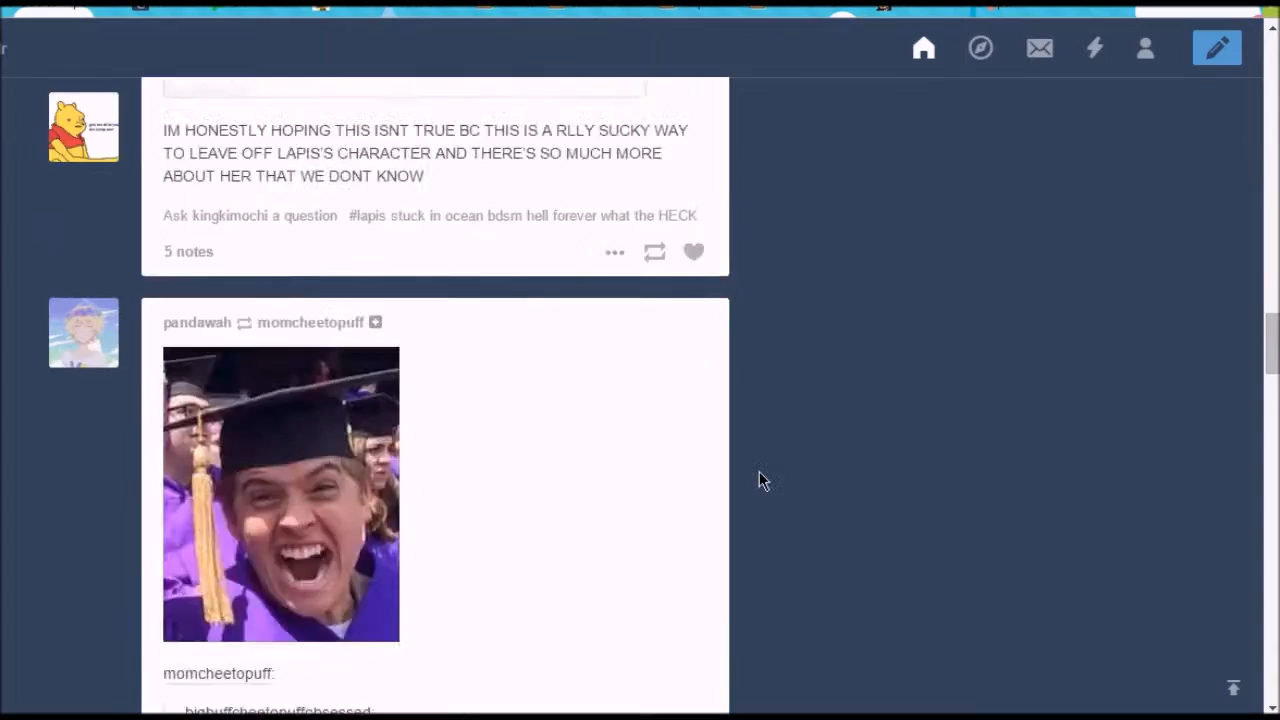 IM HONESTLY HOPING THIS ISNT TRUE BC THIS IS A RLLY SUCKY WAY
TO LEAVE OFF LAPIS'S CHARACTER AND THERE'S SO MUCH MORE
ABOUT HER THAT WE DONT KNOW
Ask kingkimochi a question #lapis stuck in ocean bdsm hell forever what the HECK
5 notes
pandawah momcheetopuff
momcheetopuff:
bigbuffcheetopuffobsessed: